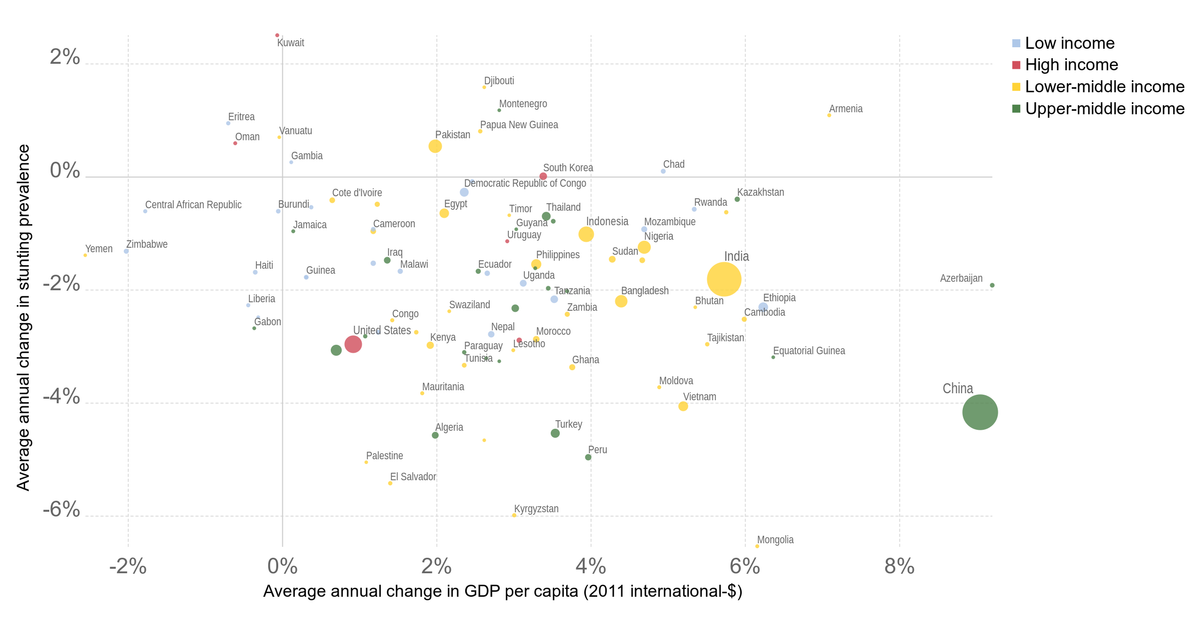 2%
0%
-2%
-4%
-6%
-2%
0%
2%
4%
6%
8%
Average annual change in stunting prevalence
Average annual change in GDP per capita (2011 international-$)
Low income
High income
Lower-middle income
Upper-middle income
Kuwait
Djibouti
Montenegro
Armenia
Eritrea
Papua New Guinea
Vanuatu
Oman
Pakistan
Gambia
South Korea
Chad
Democratic Republic of Congo
Cote d'Ivoire
Kazakhstan
Central African Republic
Burundi
Egypt
Timor
Thailand
Rwanda
Jamaica
Cameroon
Guyana
Indonesia
Mozambique
Uruguay
Nigeria
Yemen
Zimbabwe
Iraq
Philippines
Sudan
India
Haiti
Guinea
Malawi
Ecuador
Uganda
Azerbaijan
Liberia
Tanzania
Bangladesh
Bhutan
Ethiopia
Swaziland
Zambia
Gabon
Congo
Cambodia
United States
Nepal
Morocco
Kenya
Paraguay
Lesotho
Tajikistan
Tunisia
Ghana
Equatorial Guinea
Mauritania
Moldova
China
Vietnam
Algeria
Turkey
Palestine
Peru
El Salvador
Kyrgyzstan
Mongolia